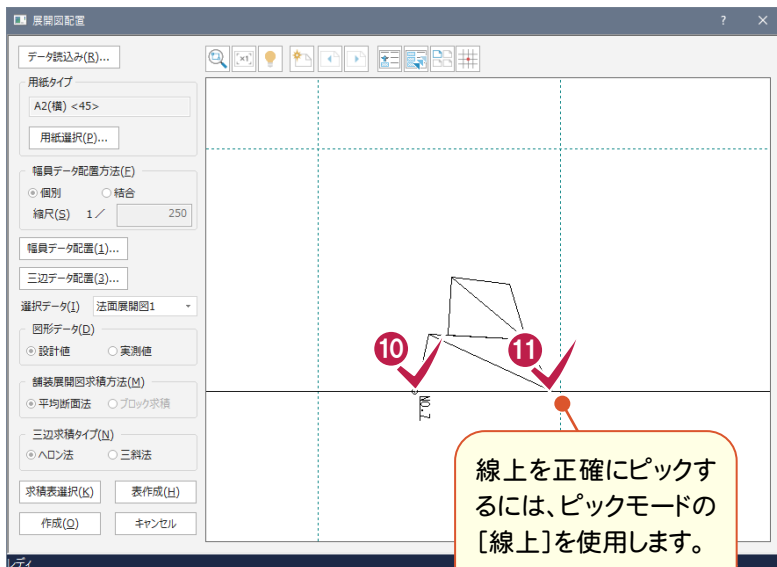 展開図配置
? ×
データ読込み(R)...
用紙タイプ
A2(横) <45>
用紙選択(P)...
幅員データ配置方法(F)
個別 結合
縮尺(S) 1/ 250
幅員データ配置(1)...
三辺データ配置(3)...
選択データ(I) 法面展開図1
図形データ(D)
設計値 実測値
舗装展開図求積方法(M)
平均断面法 ブロック求積
三辺求積タイプ(N)
ヘロン法 三斜法
求積表選択(K) 表作成(H)
作成(O) キャンセル
レディ
×1
10
11
NO.7
線上を正確にピックす
るには、ピックモードの
[線上]を使用します。